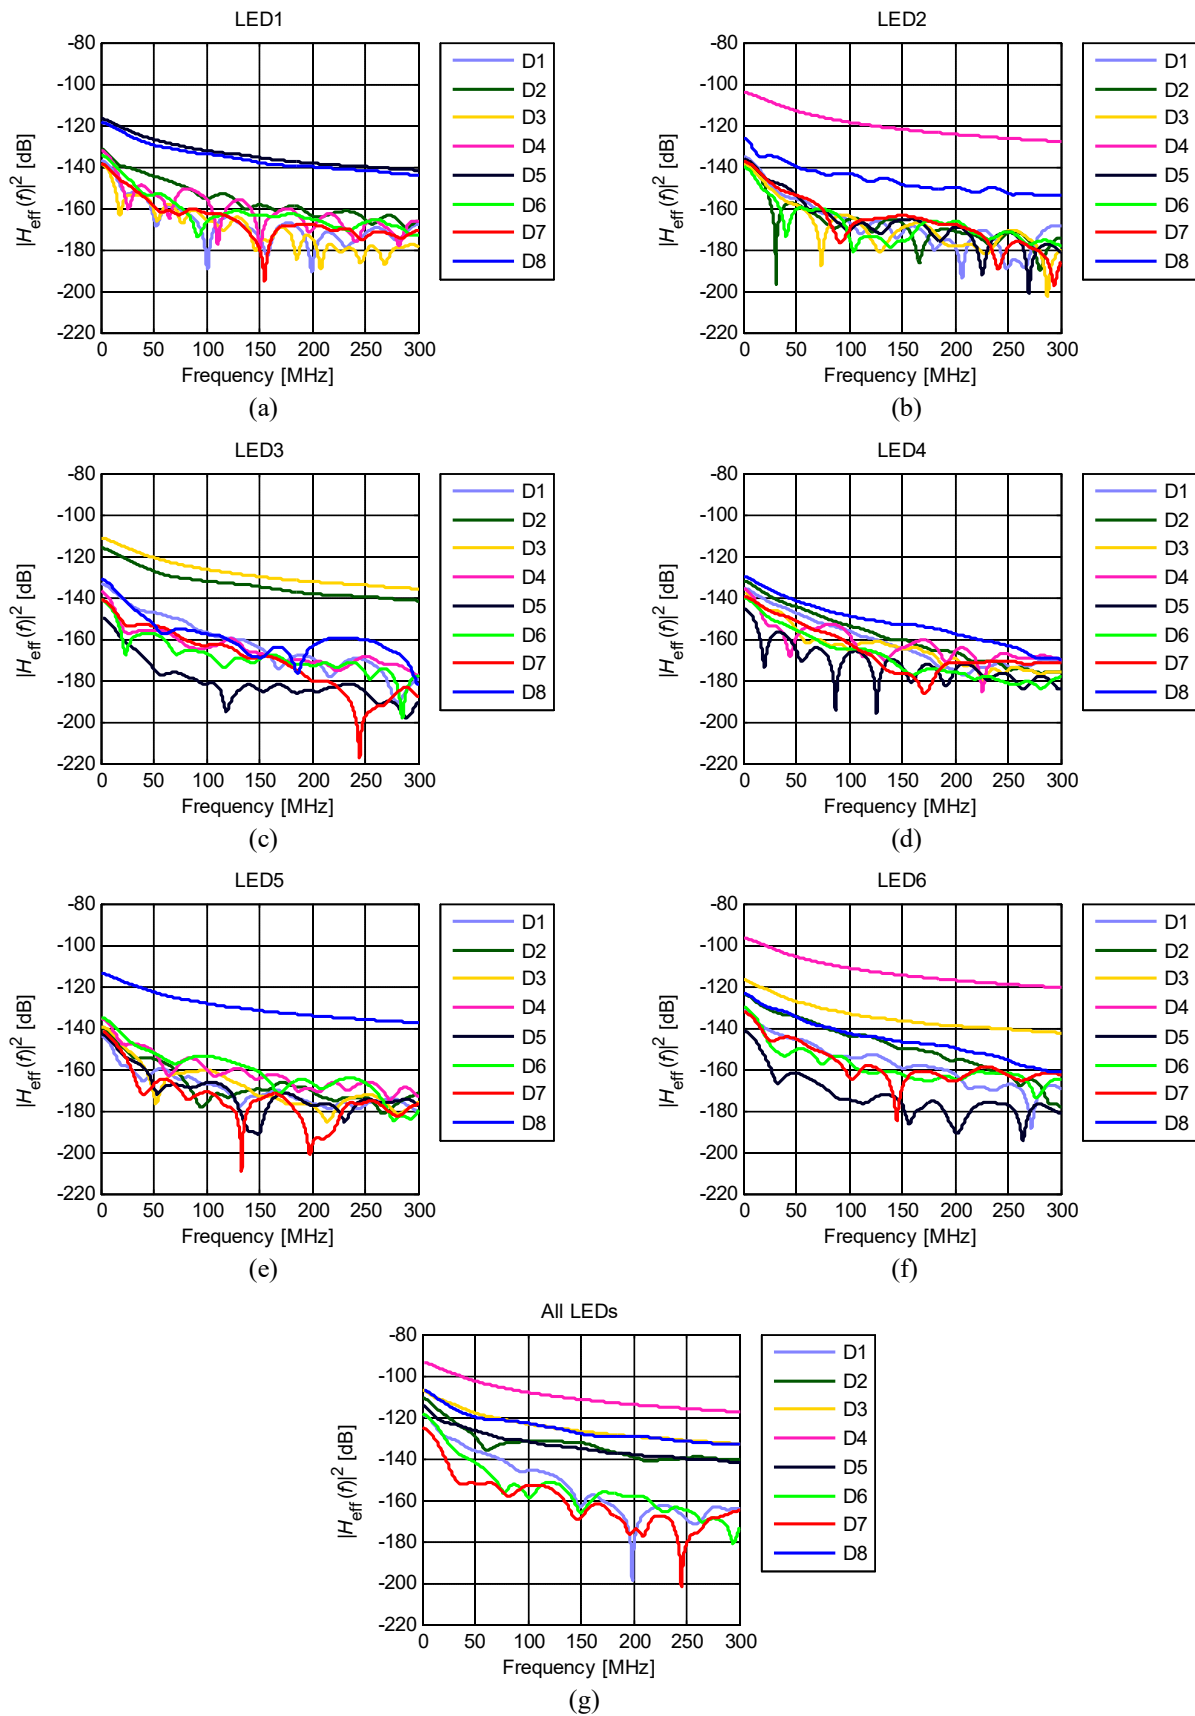 LED1
|Heff(f)|² [dB]
-80
-100
-120
-140
-160
-180
-200
-220
0 50 100 150 200 250 300
Frequency [MHz]
D1
D2
D3
D4
D5
D6
D7
D8
(a)
LED2
|Heff(f)|² [dB]
-80
-100
-120
-140
-160
-180
-200
-220
0 50 100 150 200 250 300
Frequency [MHz]
D1
D2
D3
D4
D5
D6
D7
D8
(b)
LED3
|Heff(f)|² [dB]
-80
-100
-120
-140
-160
-180
-200
-220
0 50 100 150 200 250 300
Frequency [MHz]
D1
D2
D3
D4
D5
D6
D7
D8
(c)
LED4
|Heff(f)|² [dB]
-80
-100
-120
-140
-160
-180
-200
-220
0 50 100 150 200 250 300
Frequency [MHz]
D1
D2
D3
D4
D5
D6
D7
D8
(d)
LED5
|Heff(f)|² [dB]
-80
-100
-120
-140
-160
-180
-200
-220
0 50 100 150 200 250 300
Frequency [MHz]
D1
D2
D3
D4
D5
D6
D7
D8
(e)
LED6
|Heff(f)|² [dB]
-80
-100
-120
-140
-160
-180
-200
-220
0 50 100 150 200 250 300
Frequency [MHz]
D1
D2
D3
D4
D5
D6
D7
D8
(f)
All LEDs
|Heff(f)|² [dB]
-80
-100
-120
-140
-160
-180
-200
-220
0 50 100 150 200 250 300
Frequency [MHz]
D1
D2
D3
D4
D5
D6
D7
D8
(g)